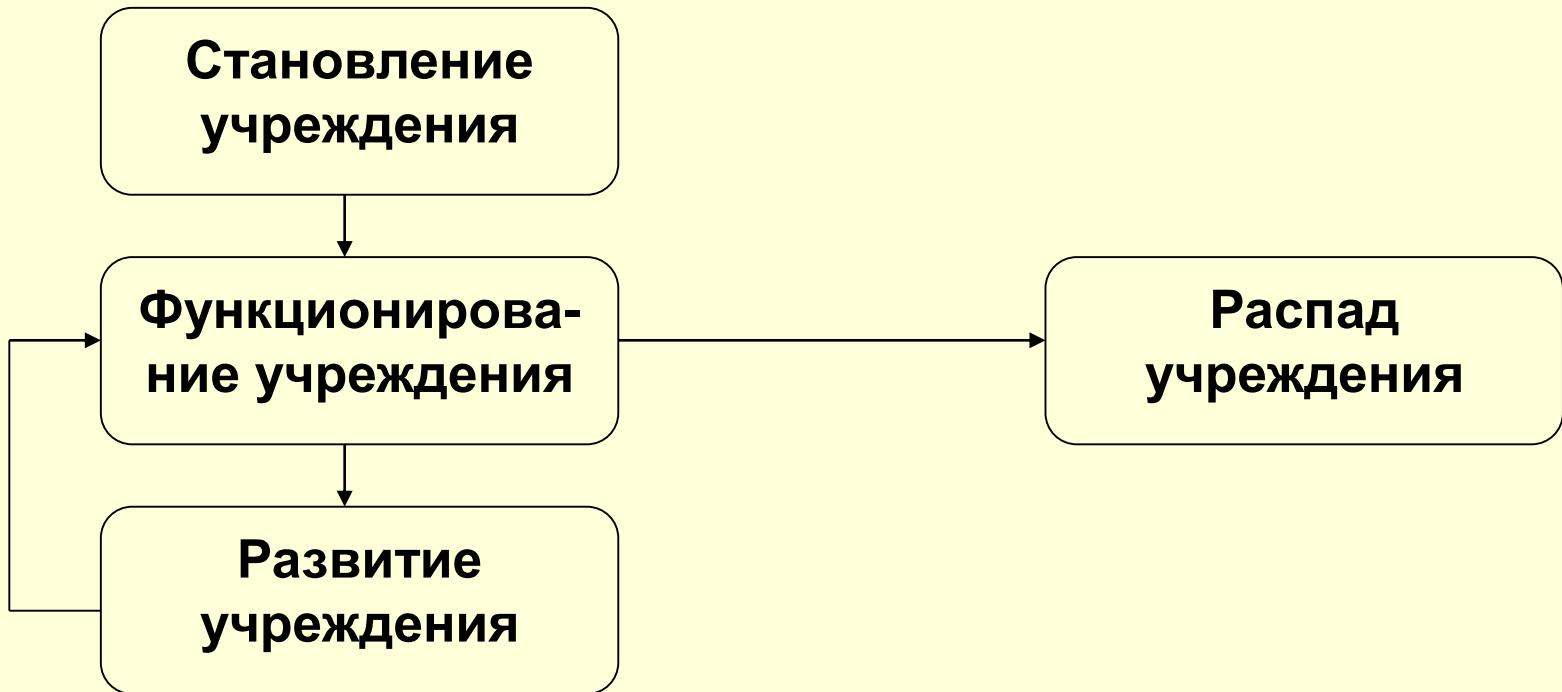 Становление
учреждения
Функционирова-
ние учреждения
Распад
учреждения
Развитие
учреждения